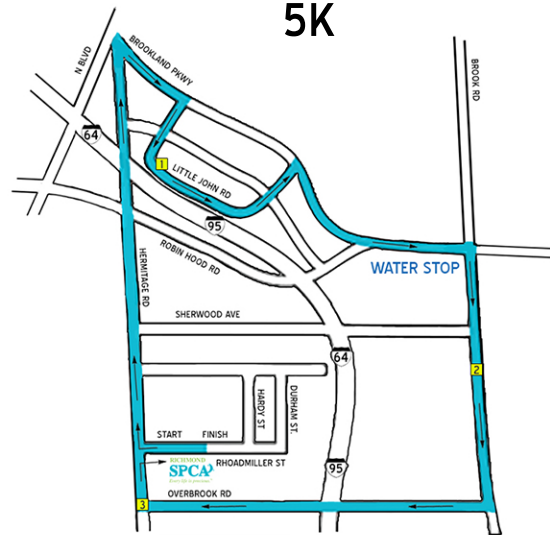 5K
N BLVD
BROOKLAND PKWY
BROOK RD
64
1
LITTLE JOHN RD
95
ROBIN HOOD RD
WATER STOP
HERMITAGE RD
SHERWOOD AVE
64
2
HARDY ST
DURHAM ST.
START FINISH
RICHMOND
SPCA
RHOADMILLER ST
95
OVERBROOK RD
3